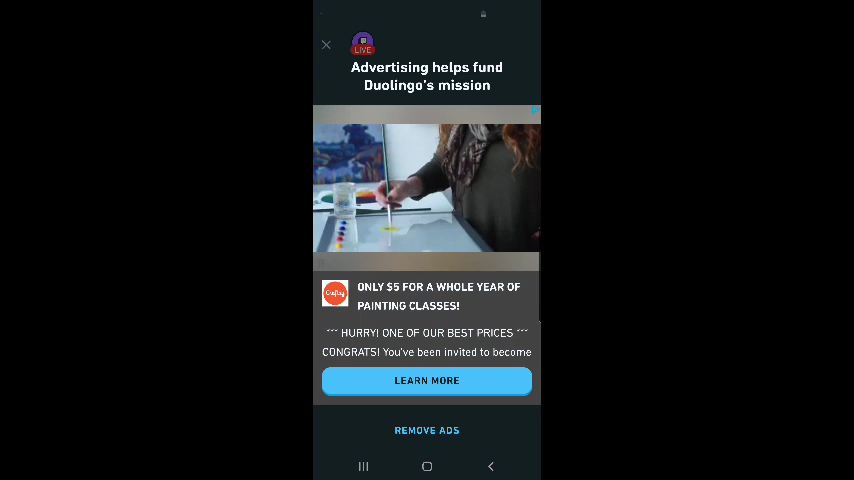 LIVE
Advertising helps fund
Duolingo's mission
Craftsy
ONLY $5 FOR A WHOLE YEAR OF
PAINTING CLASSES!
*** HURRY! ONE OF OUR BEST PRICES ***
CONGRATS! You've been invited to become
LEARN MORE
REMOVE ADS